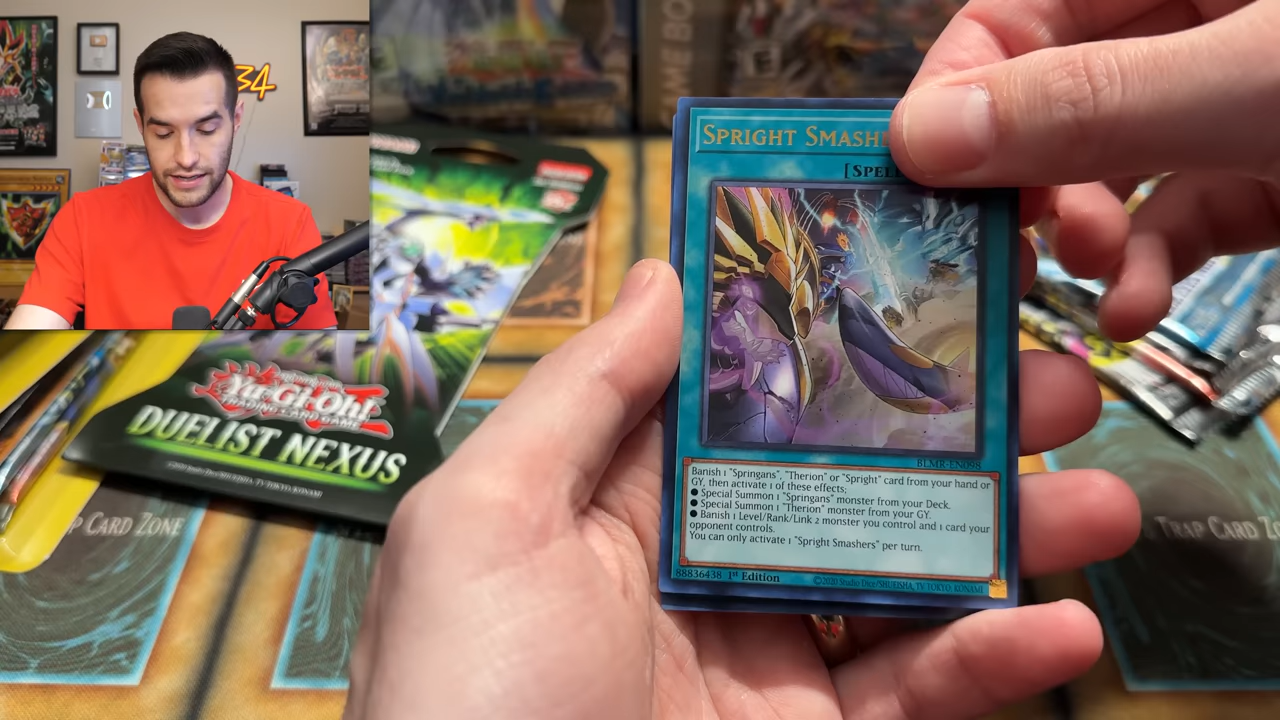 34
GAME BO
Yu-Gi-Oh!
TRADING CARD GAME
DUELIST NEXUS
©2020 Studio Dice/SHUEISHA, TV TOKYO, KONAMI
P CARD ZONE
TRAP CARD ZONE
SPRIGHT SMASHE
[SPEL
BLMR-EN098
Banish 1 "Springans", "Therion" or "Spright" card from your hand or
GY, then activate 1 of these effects;
● Special Summon 1 "Springans" monster from your Deck.
● Special Summon 1 "Therion" monster from your GY.
● Banish 1 Level/Rank/Link 2 monster you control and 1 card your
opponent controls.
You can only activate 1 "Spright Smashers" per turn.
88836438 1st Edition
©2020 Studio Dice/SHUEISHA, TV TOKYO, KONAMI